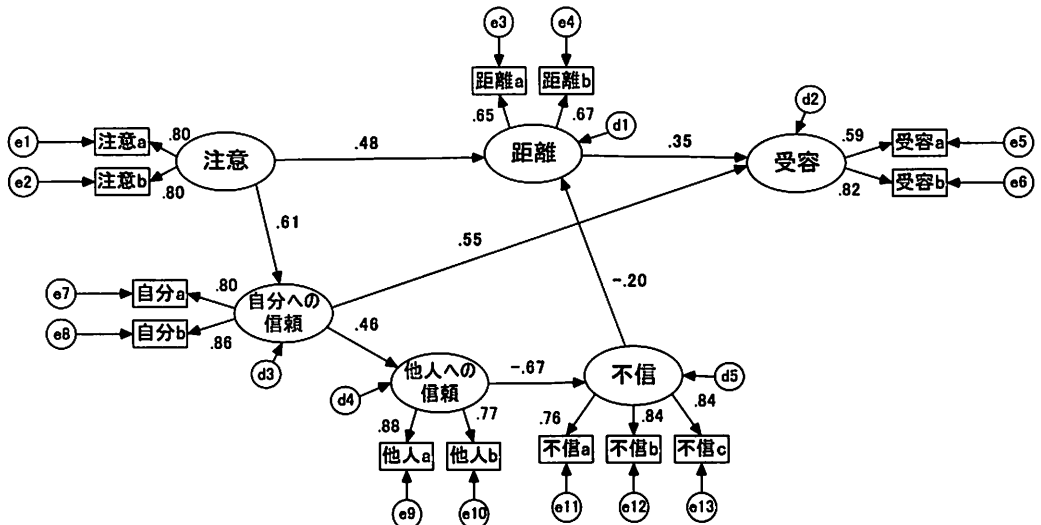 e3
e4
距離a
距離b
.65
.67
d1
d2
e1
注意a
.80
e2
注意b
.80
注意
.48
距離
.35
受容
.59
受容a
e5
.82
受容b
e6
.61
.55
-.20
e7
自分a
.80
e8
自分b
.86
自分への
信頼
d3
.46
d4
他人への
信頼
-.67
不信
d5
.88
.77
.76
.84
.84
他人a
他人b
不信a
不信b
不信c
e9
e10
e11
e12
e13